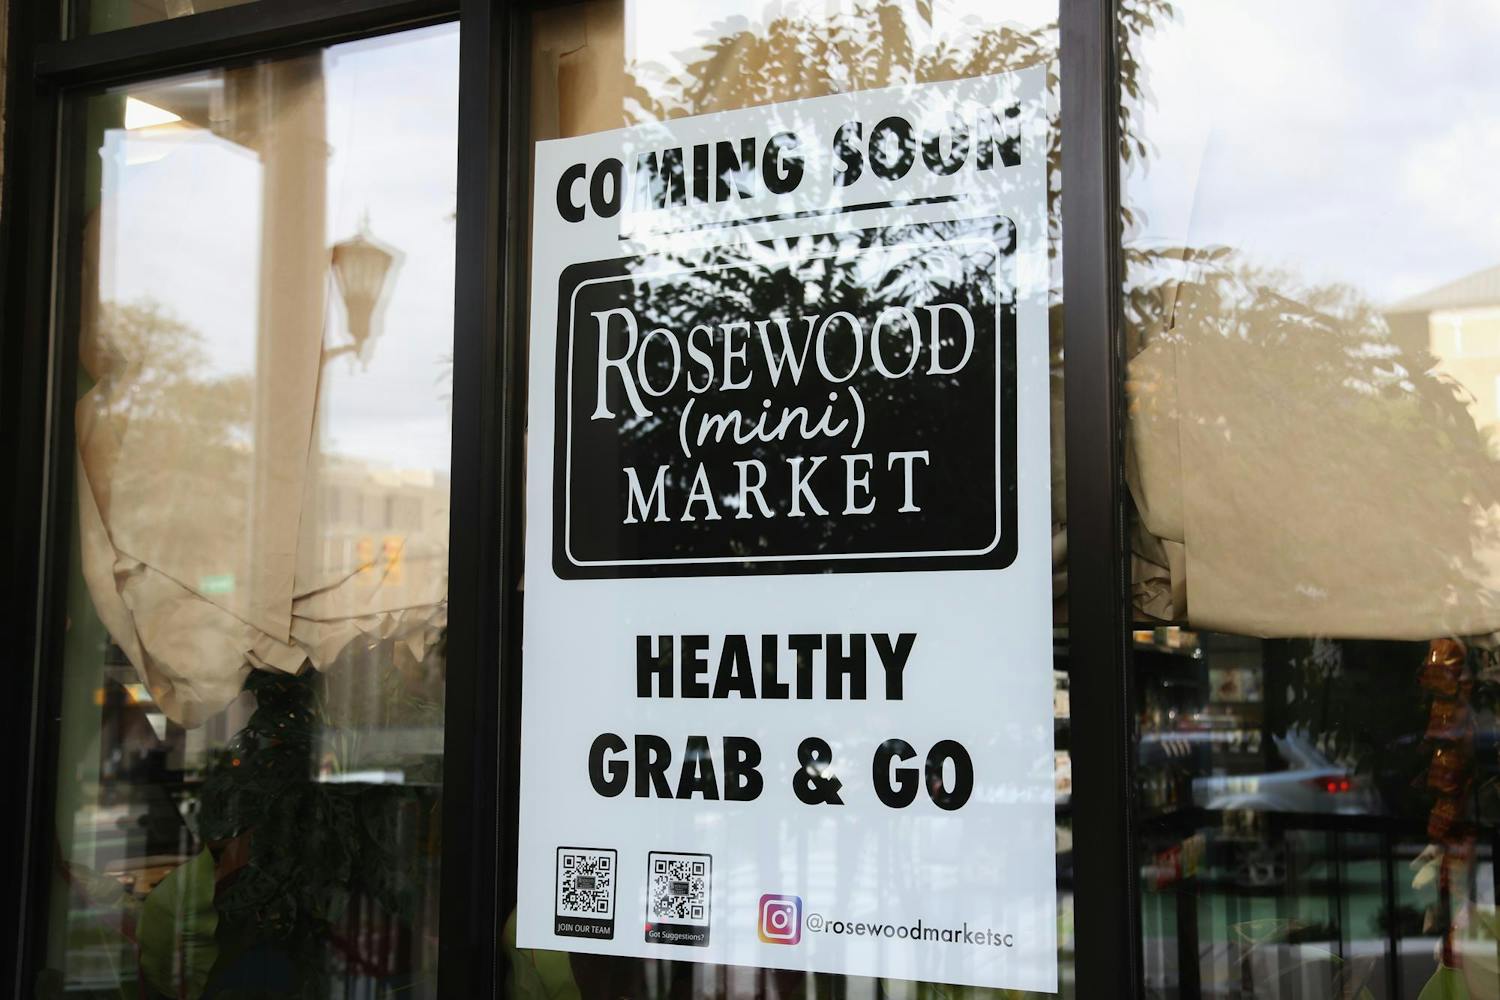 COMING SOON
ROSEWOOD
(mini)
MARKET
HEALTHY
GRAB & GO
JOIN OUR TEAM
Got Suggestions?
@rosewoodmarketsc